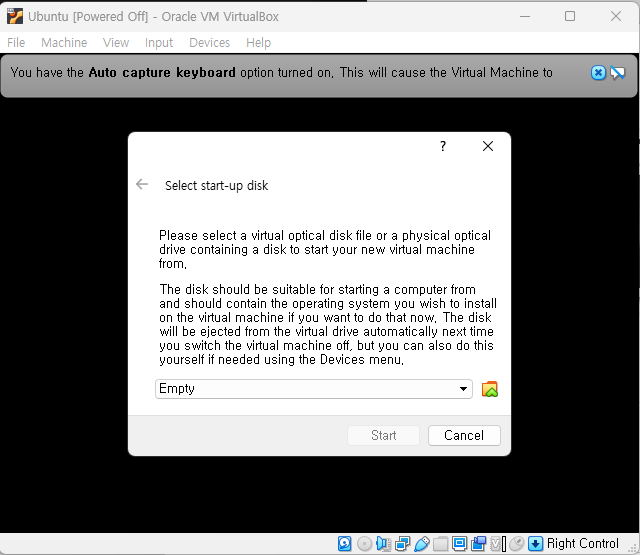 Ubuntu [Powered Off] - Oracle VM VirtualBox
File Machine View Input Devices Help
You have the Auto capture keyboard option turned on. This will cause the Virtual Machine to
?
Select start-up disk
Please select a virtual optical disk file or a physical optical
drive containing a disk to start your new virtual machine
from.
The disk should be suitable for starting a computer from
and should contain the operating system you wish to install
on the virtual machine if you want to do that now. The disk
will be ejected from the virtual drive automatically next time
you switch the virtual machine off, but you can also do this
yourself if needed using the Devices menu.
Empty
Start Cancel
Right Control